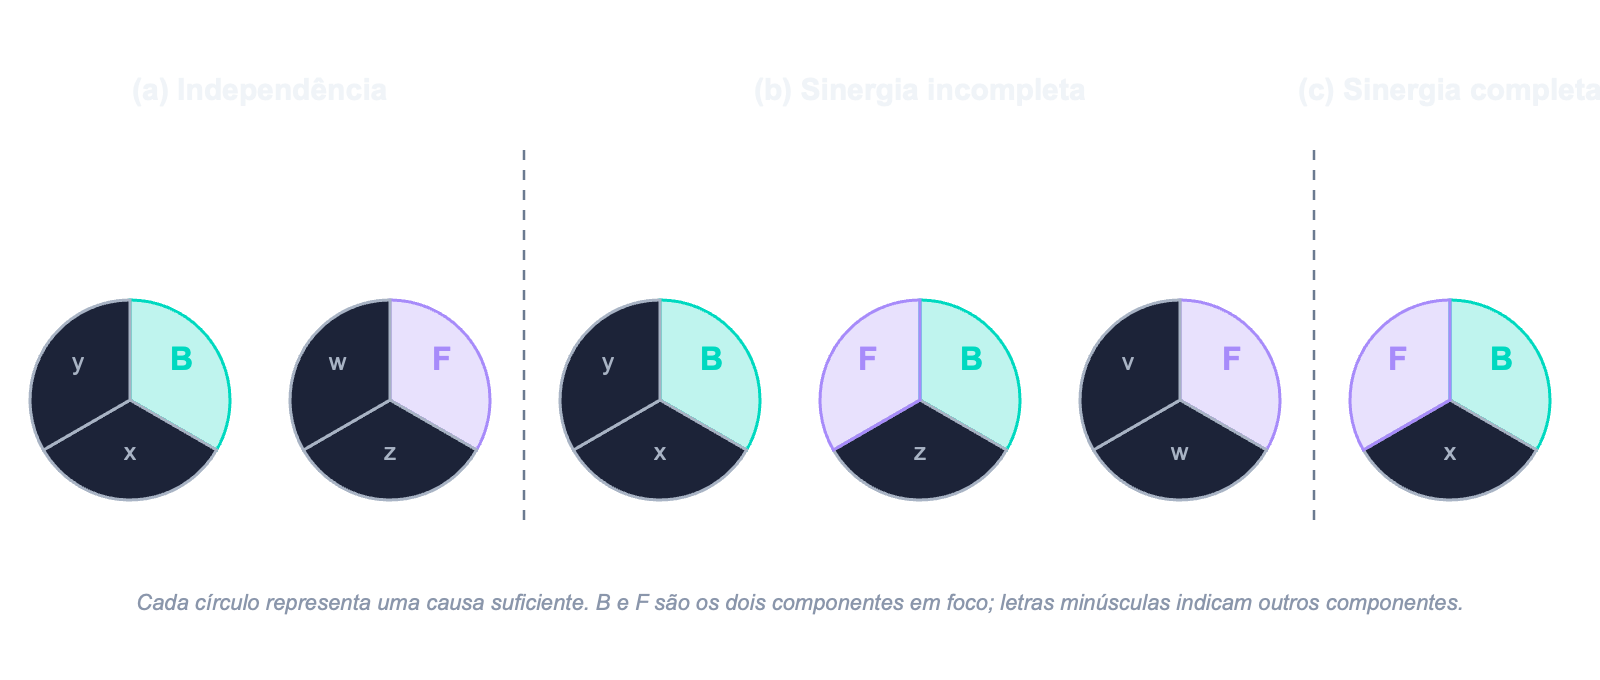 (a) Independência
(b) Sinergia incompleta
(c) Sinergia completa
y
B
x
w
F
z
y
B
x
F
B
z
v
F
w
F
B
x
Cada círculo representa uma causa suficiente. B e F são os dois componentes em foco; letras minúsculas indicam outros componentes.